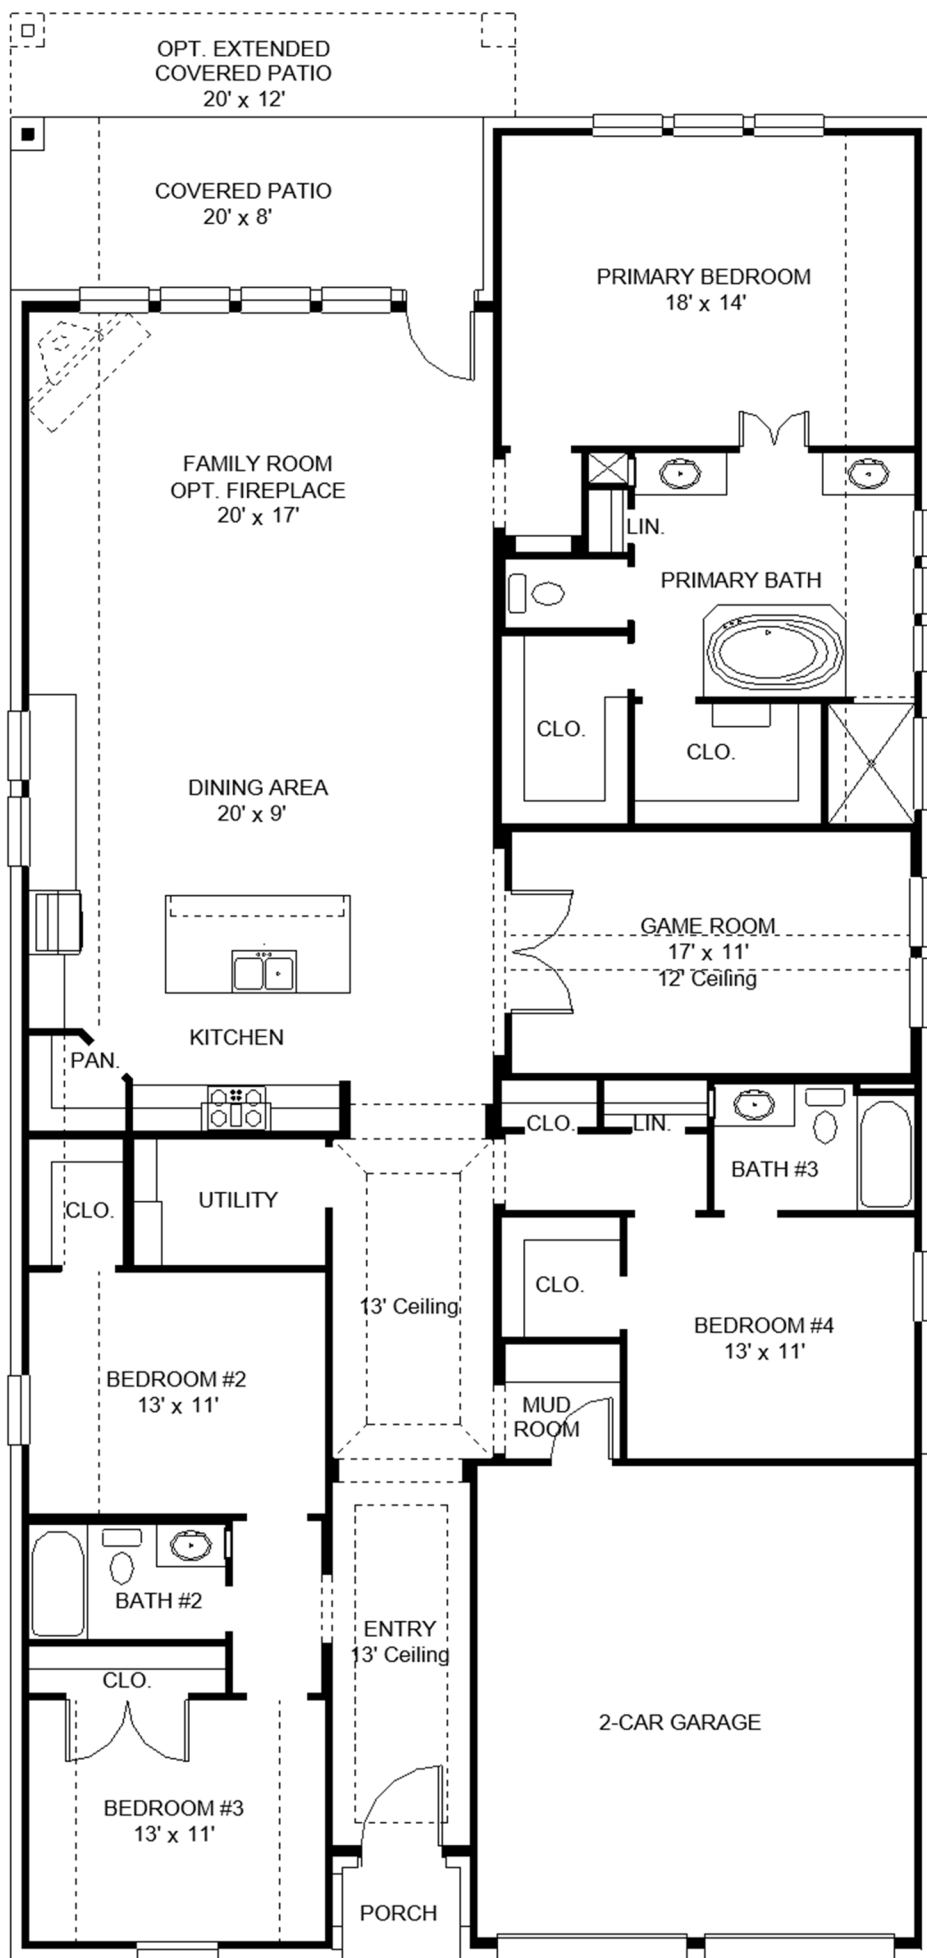 OPT. EXTENDED
COVERED PATIO
20' x 12'
COVERED PATIO
20' x 8'
PRIMARY BEDROOM
18' x 14'
FAMILY ROOM
OPT. FIREPLACE
20' x 17'
LIN.
PRIMARY BATH
CLO.
CLO.
DINING AREA
20' x 9'
GAME ROOM
17' x 11'
12' Ceiling
KITCHEN
PAN.
CLO.
LIN.
BATH #3
CLO.
UTILITY
CLO.
13' Ceiling
BEDROOM #4
13' x 11'
BEDROOM #2
13' x 11'
MUD
ROOM
BATH #2
ENTRY
13' Ceiling
CLO.
2-CAR GARAGE
BEDROOM #3
13' x 11'
PORCH